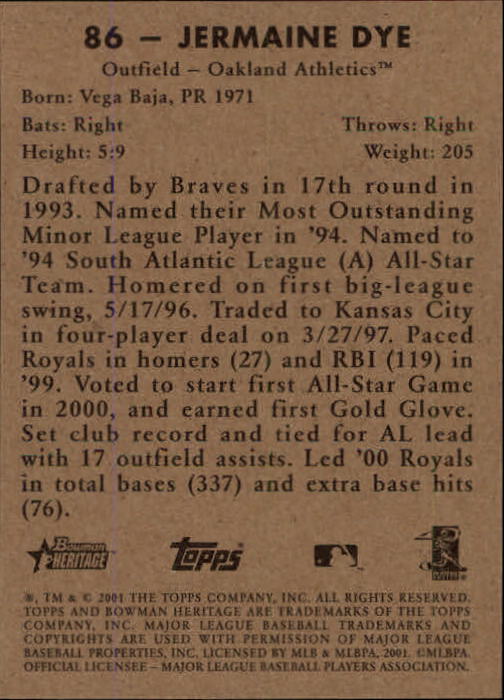 86 – JERMAINE DYE
Outfield – Oakland Athletics™
Born: Vega Baja, PR 1971
Bats: Right Throws: Right
Height: 5:9 Weight: 205
Drafted by Braves in 17th round in
1993. Named their Most Outstanding
Minor League Player in '94. Named to
'94 South Atlantic League (A) All-Star
Team. Homered on first big-league
swing, 5/17/96. Traded to Kansas City
in four-player deal on 3/27/97. Paced
Royals in homers (27) and RBI (119) in
'99. Voted to start first All-Star Game
in 2000, and earned first Gold Glove.
Set club record and tied for AL lead
with 17 outfield assists. Led '00 Royals
in total bases (337) and extra base hits
(76).
Bowman
HERITAGE
Topps
®, TM & © 2001 THE TOPPS COMPANY, INC. ALL RIGHTS RESERVED.
TOPPS AND BOWMAN HERITAGE ARE TRADEMARKS OF THE TOPPS
COMPANY, INC. MAJOR LEAGUE BASEBALL TRADEMARKS AND
COPYRIGHTS ARE USED WITH PERMISSION OF MAJOR LEAGUE
BASEBALL PROPERTIES, INC. LICENSED BY MLB & MLBPA, 2001. ©MLBPA.
OFFICIAL LICENSEE – MAJOR LEAGUE BASEBALL PLAYERS ASSOCIATION.